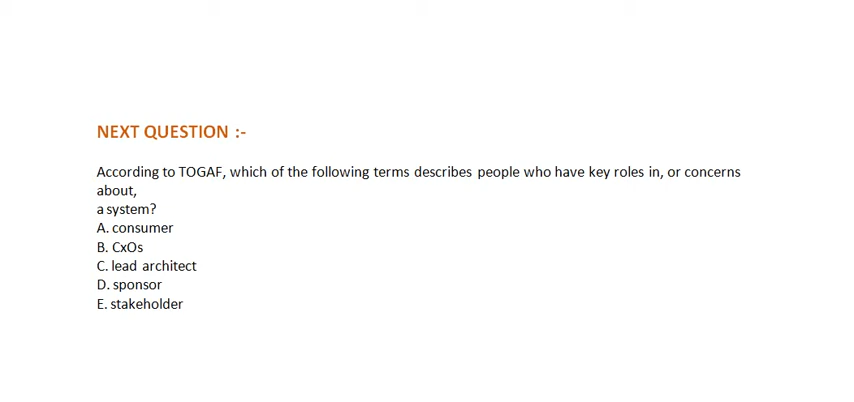 NEXT QUESTION :-
According to TOGAF, which of the following terms describes people who have key roles in, or concerns
about,
a system?
A. consumer
B. CxOs
C. lead architect
D. sponsor
E. stakeholder